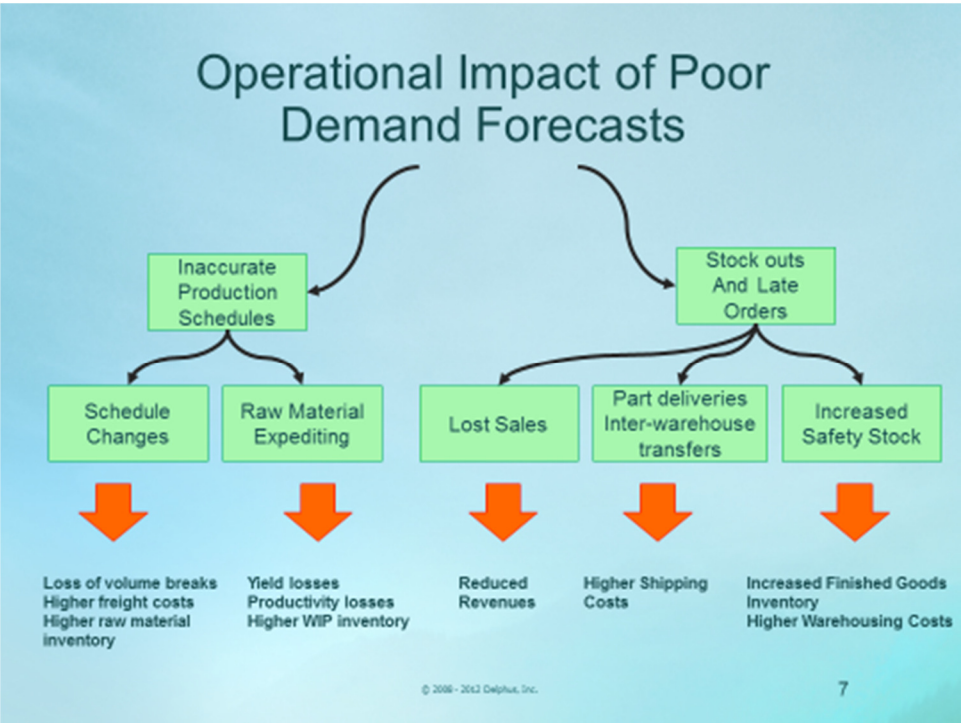 Operational Impact of Poor
Demand Forecasts
Inaccurate
Production
Schedules
Stock outs
And Late
Orders
Schedule
Changes
Raw Material
Expediting
Lost Sales
Part deliveries
Inter-warehouse
transfers
Increased
Safety Stock
Loss of volume breaks
Higher freight costs
Higher raw material
inventory
Yield losses
Productivity losses
Higher WIP inventory
Reduced
Revenues
Higher Shipping
Costs
Increased Finished Goods
Inventory
Higher Warehousing Costs
© 2008 - 2012 Delphus, Inc.
7